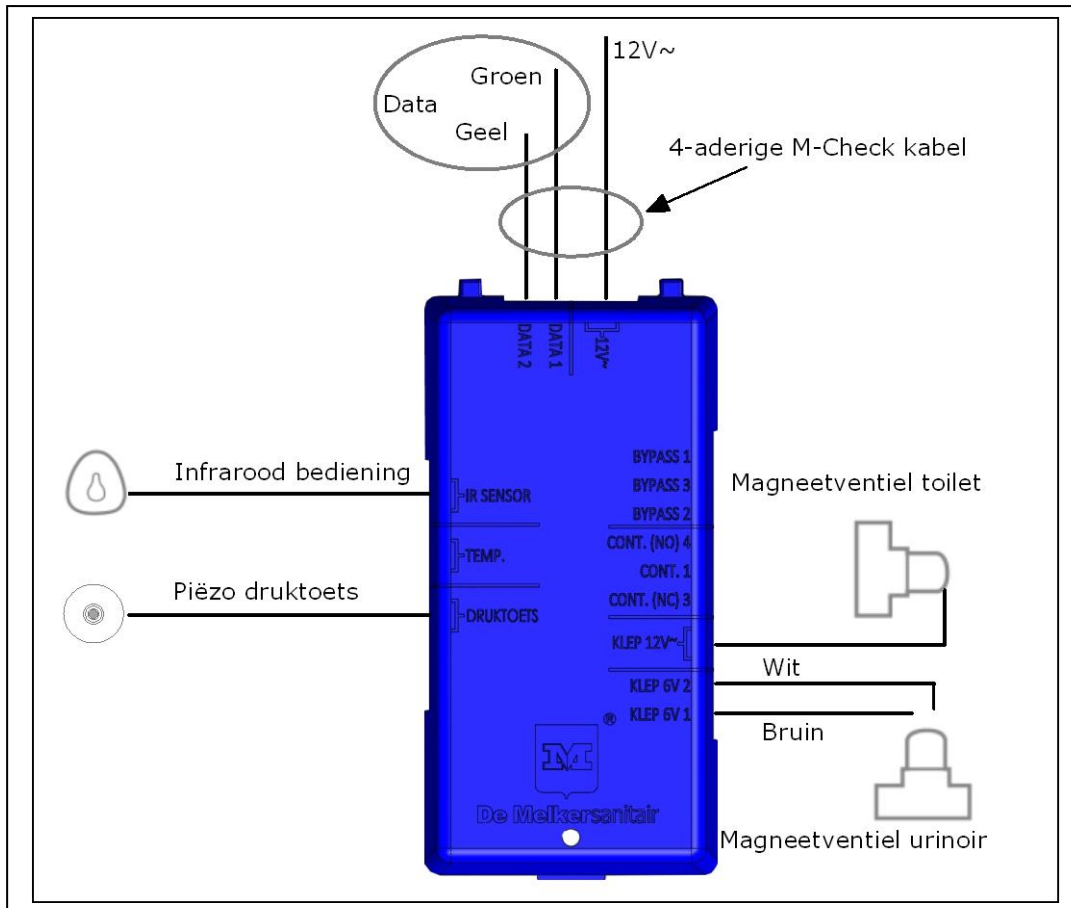 12V~
Groen
Data
Geel
4-aderige M-Check kabel
DATA 2
DATA 1
12V~
BYPASS 1
Infrarood bediening
Magneetventiel toilet
BYPASS 3
IR SENSOR
BYPASS 2
CONT. (NO) 4
TEMP.
CONT. 1
Piëzo druktoets
CONT. (NC) 3
DRUKTOETS
KLEP 12V~
Wit
KLEP 6V 2
KLEP 6V 1
®
Bruin
M
De Melkersanitair
Magneetventiel urinoir